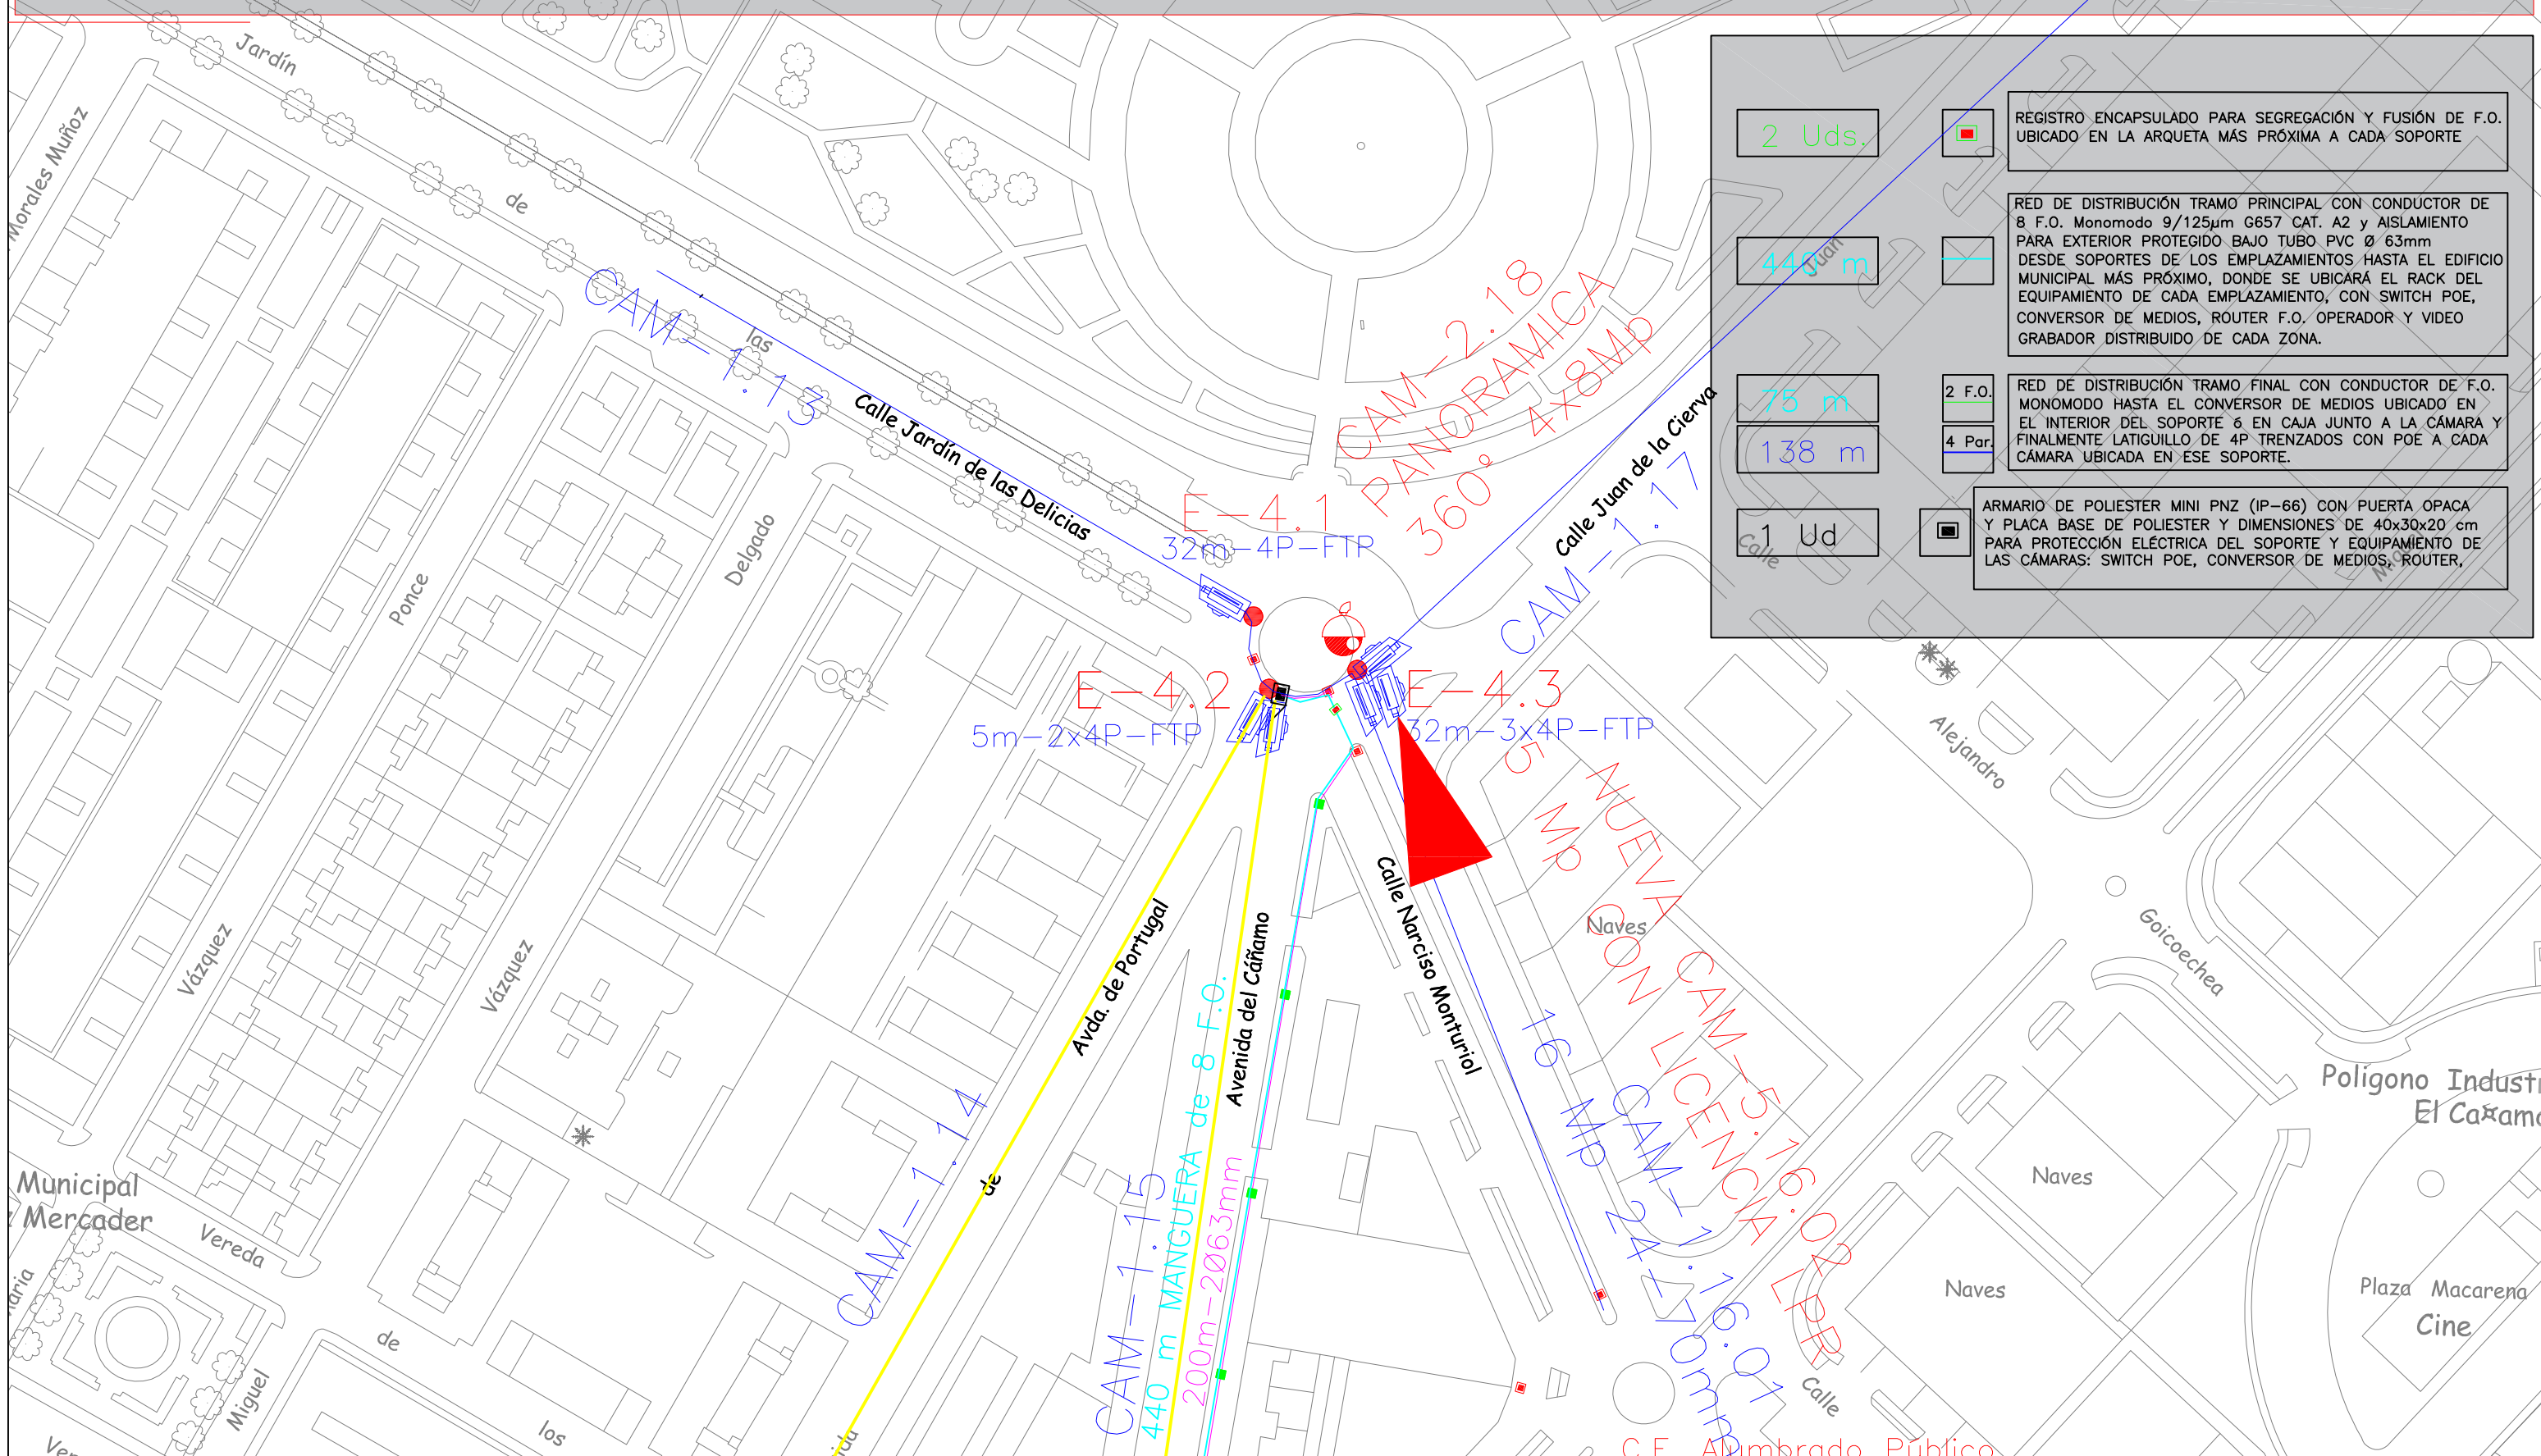 Jardín
de
las
Morales Muñoz
Ponce
Delgado
Vázquez
Vázquez
CAM-1.13
Calle Jardín de las Delicias
CAM-2.18
PANORAMICA
360° 4x8Mp
Calle Juan de la Cierva
CAM-1.17
E-4.1
32m-4P-FTP
E-4.2
5m-2x4P-FTP
E-4.3
32m-3x4P-FTP
2 Uds.
REGISTRO ENCAPSULADO PARA SEGREGACIÓN Y FUSIÓN DE F.O.
UBICADO EN LA ARQUETA MÁS PRÓXIMA A CADA SOPORTE
440 m
RED DE DISTRIBUCIÓN TRAMO PRINCIPAL CON CONDUCTOR DE
8 F.O. Monomodo 9/125µm G657 CAT. A2 y AISLAMIENTO
PARA EXTERIOR PROTEGIDO BAJO TUBO PVC Ø 63mm
DESDE SOPORTES DE LOS EMPLAZAMIENTOS HASTA EL EDIFICIO
MUNICIPAL MÁS PRÓXIMO, DONDE SE UBICARÁ EL RACK DEL
EQUIPAMIENTO DE CADA EMPLAZAMIENTO, CON SWITCH POE,
CONVERSOR DE MEDIOS, ROUTER F.O. OPERADOR Y VIDEO
GRABADOR DISTRIBUIDO DE CADA ZONA.
75 m
2 F.O.
138 m
4 Par.
RED DE DISTRIBUCIÓN TRAMO FINAL CON CONDUCTOR DE F.O.
MONOMODO HASTA EL CONVERSOR DE MEDIOS UBICADO EN
EL INTERIOR DEL SOPORTE ó EN CAJA JUNTO A LA CÁMARA Y
FINALMENTE LATIGUILLO DE 4P TRENZADOS CON POE A CADA
CÁMARA UBICADA EN ESE SOPORTE.
1 Ud
ARMARIO DE POLIESTER MINI PNZ (IP-66) CON PUERTA OPACA
Y PLACA BASE DE POLIESTER Y DIMENSIONES DE 40x30x20 cm
PARA PROTECCIÓN ELÉCTRICA DEL SOPORTE Y EQUIPAMIENTO DE
LAS CÁMARAS: SWITCH POE, CONVERSOR DE MEDIOS, ROUTER,
Juan
Calle
Alejandro
Goicoechea
NUEVA CAM-5.16.02 LPR
5 Mp CON LICENCIA
CAM-1.16.01
16 Mp 24-70mm
Calle Narciso Monturiol
Avda. de Portugal
Avenida del Cáñamo
CAM-1.14
CAM-1.15
440 m MANGUERA de 8 F.O.
200m-2Ø63mm
de
Naves
Naves
Naves
Polígono Industr
El Ca¤amo
Plaza Macarena
Cine
Calle
C.E. Alumbrado Público
Municipal
Mercader
Vereda
de
los
Miguel